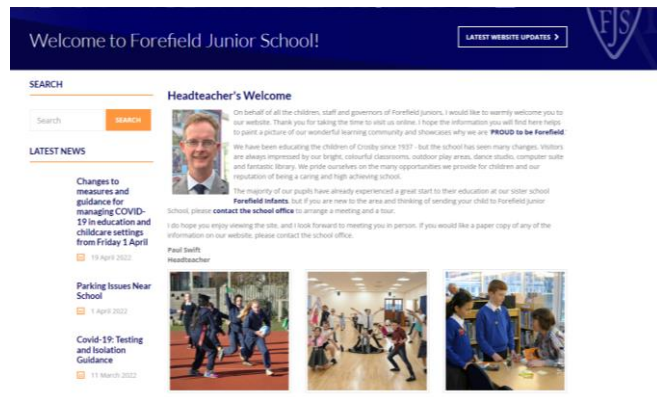 Welcome to Forefield Junior School!
LATEST WEBSITE UPDATES
FJS
SEARCH
Search
SEARCH
LATEST NEWS
Changes to
measures and
guidance for
managing COVID-
19 in education and
childcare settings
from Friday 1 April
19 April 2022
Parking Issues Near
School
1 April 2022
Covid-19: Testing
and Isolation
Guidance
11 March 2022
Headteacher's Welcome
On behalf of all the children, staff and governors of Forefield Juniors, I would like to warmly welcome you to
our website. Thank you for taking the time to visit us online. I hope the information you will find here helps
to paint a picture of our wonderful learning community and showcases why we are 'PROUD to be Forefield'.
We have been educating the children of Crosby since 1937 - but the school has seen many changes. Visitors
are always impressed by our bright, colourful classrooms, outdoor play areas, dance studio, computer suite
and fantastic library. We pride ourselves on the many opportunities we provide for children and our
reputation of being a caring and high achieving school.
The majority of our pupils have already experienced a great start to their education at our sister school
Forefield Infants, but if you are new to the area and thinking of sending your child to Forefield Junior
School, please contact the school office to arrange a meeting and a tour.
I do hope you enjoy viewing the site, and I look forward to meeting you in person. If you would like a paper copy of any of the
information on our website, please contact the school office.
Paul Swift
Headteacher